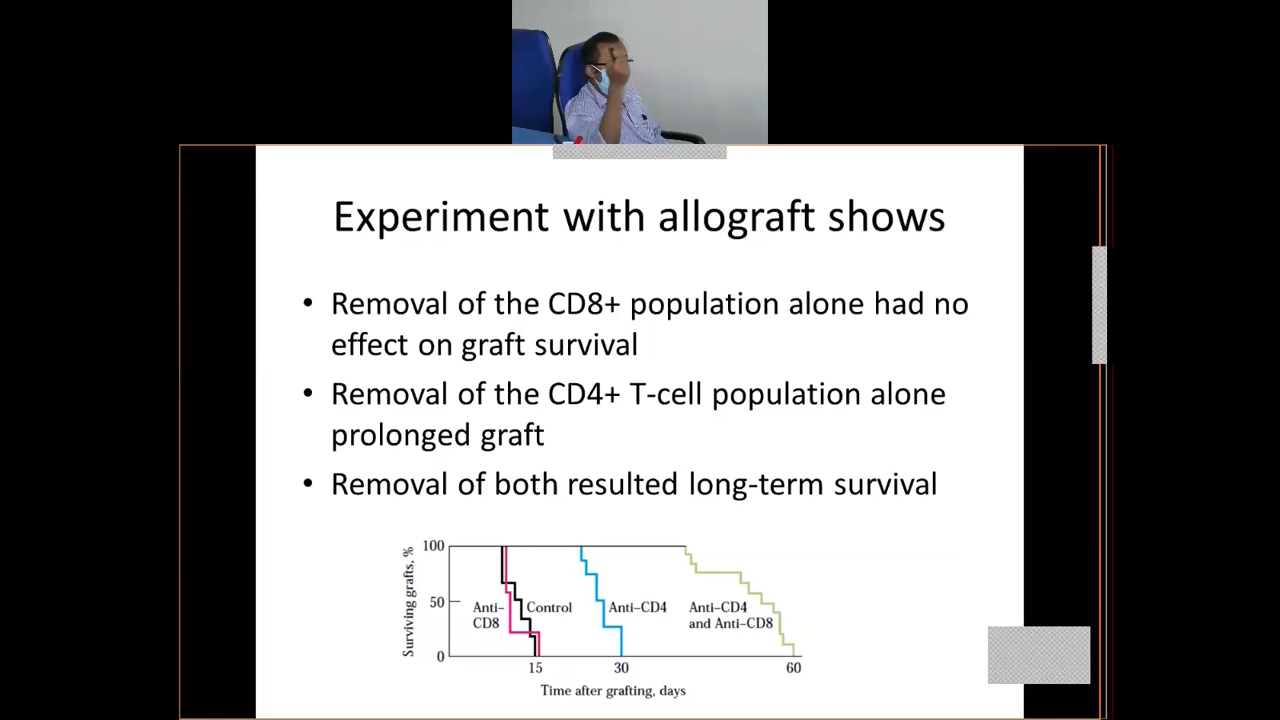 Experiment with allograft shows
• Removal of the CD8+ population alone had no
effect on graft survival
• Removal of the CD4+ T-cell population alone
prolonged graft
• Removal of both resulted long-term survival
Surviving grafts, %
100
50
0
Anti–
CD8
Control
Anti–CD4
Anti–CD4
and Anti–CD8
15
30
60
Time after grafting, days